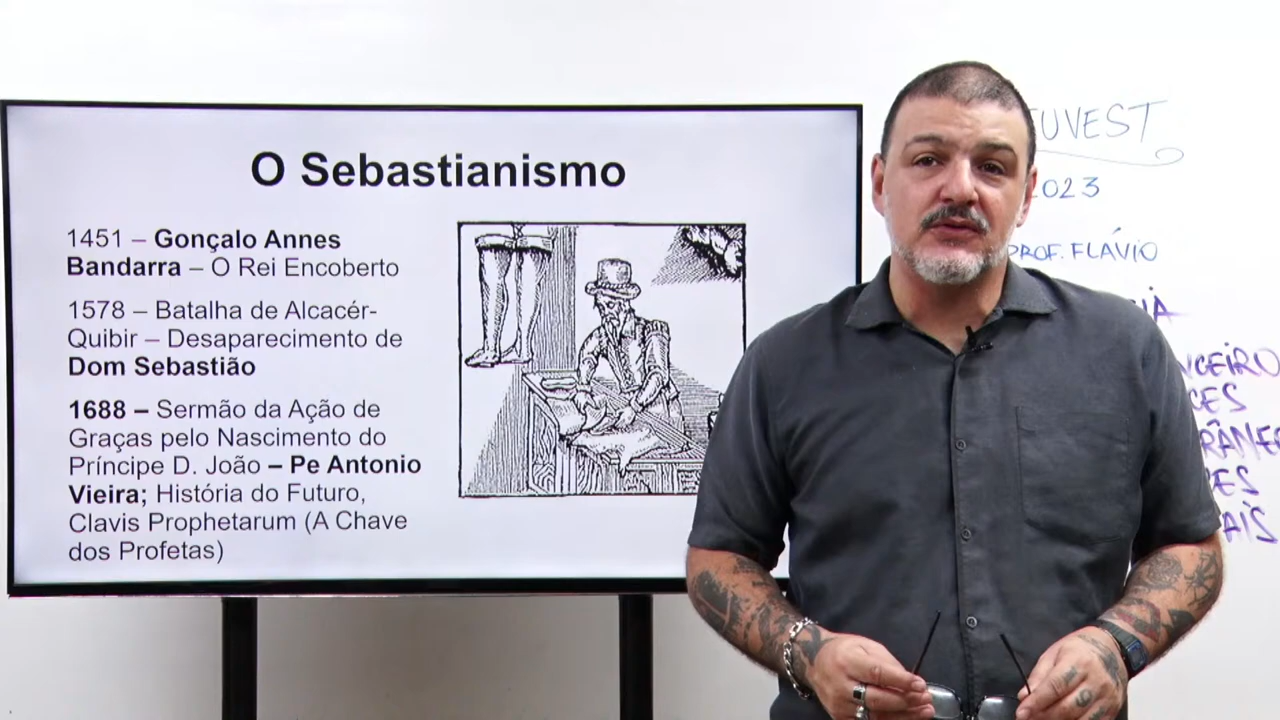 O Sebastianismo
1451 – Gonçalo Annes
Bandarra – O Rei Encoberto
1578 – Batalha de Alcacér-
Quibir – Desaparecimento de
Dom Sebastião
1688 – Sermão da Ação de
Graças pelo Nascimento do
Príncipe D. João – Pe Antonio
Vieira; História do Futuro,
Clavis Prophetarum (A Chave
dos Profetas)
UVEST
2023
PROF. FLÁVIO